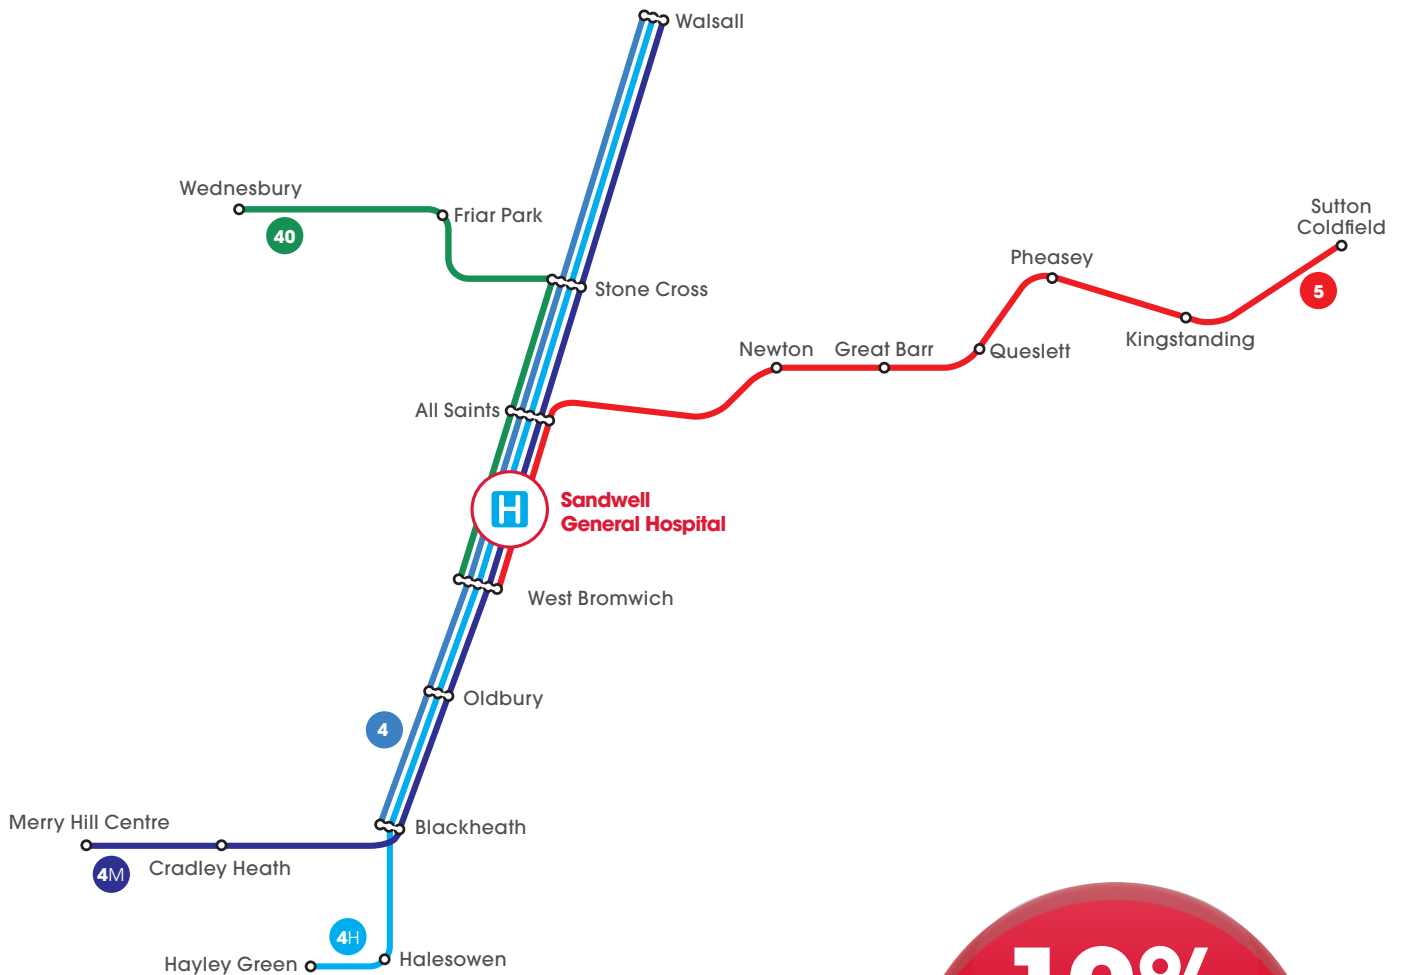 Walsall
Wednesbury
Friar Park
40
Stone Cross
Sutton
Coldfield
5
Pheasey
Kingstanding
Newton
Great Barr
Queslett
All Saints
H
Sandwell
General Hospital
West Bromwich
Oldbury
4
Blackheath
Merry Hill Centre
4M
Cradley Heath
4H
Hayley Green
Halesowen
10%